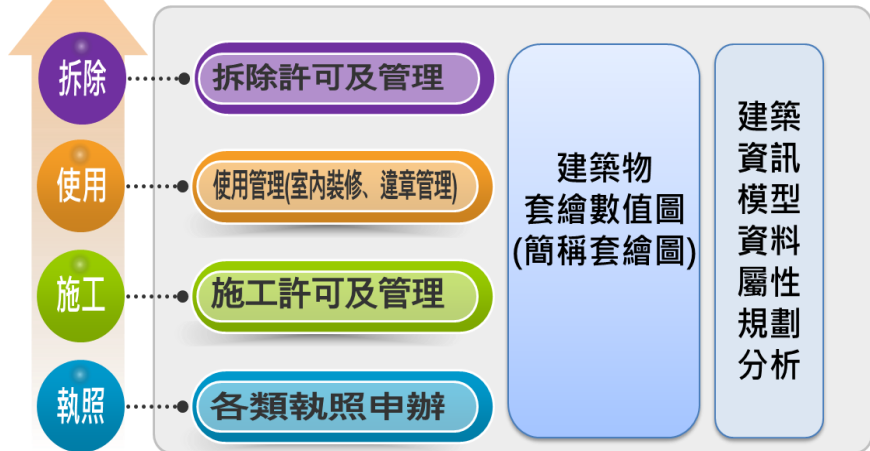 拆除
拆除許可及管理
使用
使用管理(室內裝修、違章管理)
施工
施工許可及管理
執照
各類執照申辦
建築物
套繪數值圖
(簡稱套繪圖)
建築
資訊
模型
資料
屬性
規劃
分析